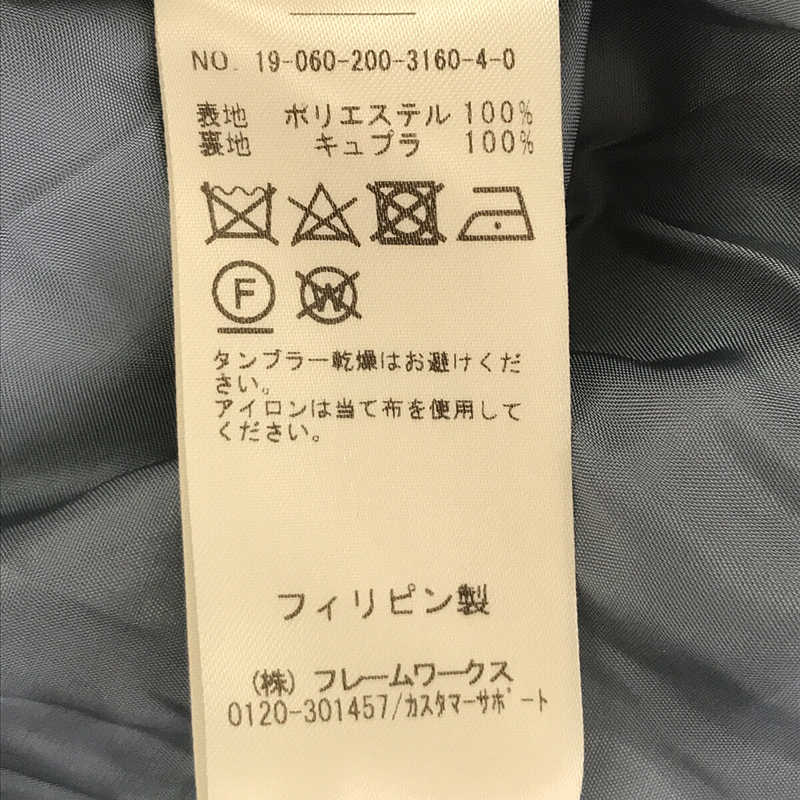 NO. 19-060-200-3160-4-0
表地 ポリエステル 100%
裏地 キュプラ 100%
F
W
タンブラー乾燥はお避けくだ
さい。
アイロンは当て布を使用して
ください。
フィリピン製
(株) フレームワークス
0120-301457/カスタマーサポート